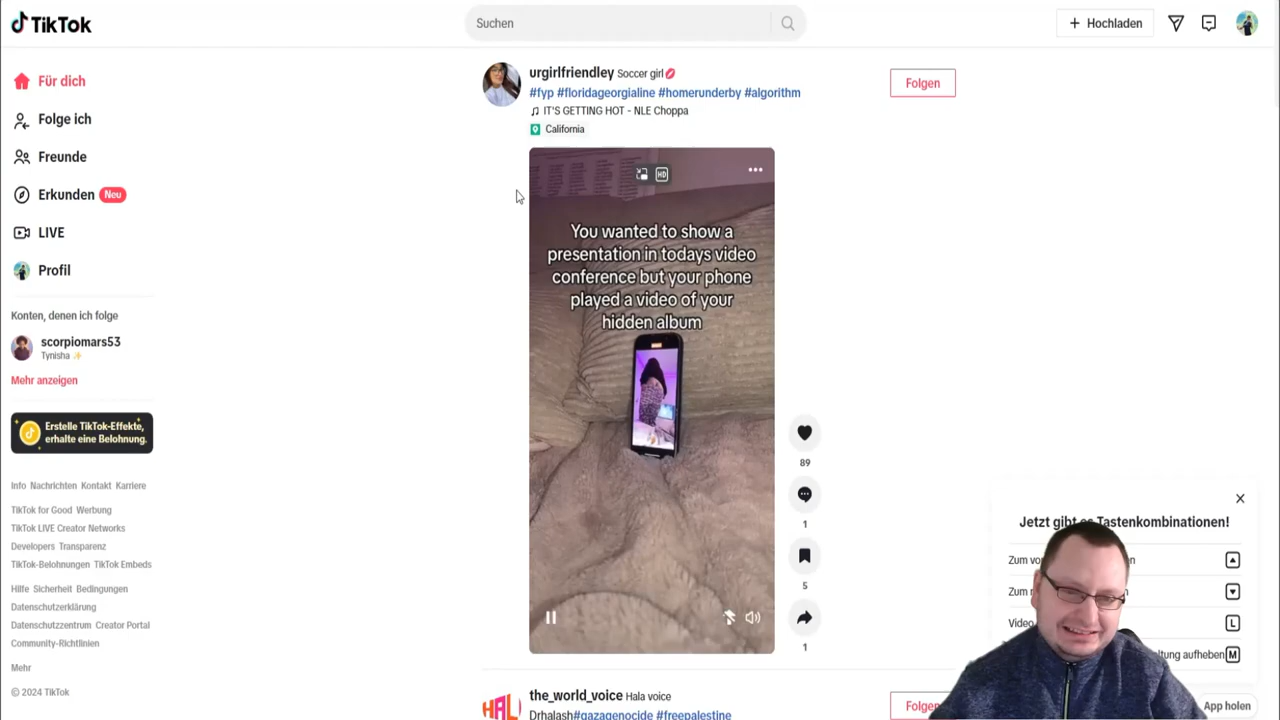 TikTok
Suchen
Hochladen
Für dich
Folge ich
Freunde
Erkunden Neu
LIVE
Profil
Konten, denen ich folge
scorpiomars53
Tynisha
Mehr anzeigen
Erstelle TikTok-Effekte,
erhalte eine Belohnung.
Info Nachrichten Kontakt Karriere
TikTok for Good Werbung
TikTok LIVE Creator Networks
Developers Transparenz
TikTok-Belohnungen TikTok Embeds
Hilfe Sicherheit Bedingungen
Datenschutzerklärung
Datenschutzzentrum Creator Portal
Community-Richtlinien
Mehr
© 2024 TikTok
urgirlfriendley Soccer girl
#fyp #floridageorgialine #homerunderby #algorithm
IT'S GETTING HOT - NLE Choppa
California
Folgen
HD
You wanted to show a
presentation in todays video
conference but your phone
played a video of your
hidden album
89
1
5
1
the_world_voice Hala voice
Drhalash#gazagenocide #freepalestine
HAL
Folgen
Jetzt gibt es Tastenkombinationen!
Zum
Zum
Video
L
aufheben M
App holen